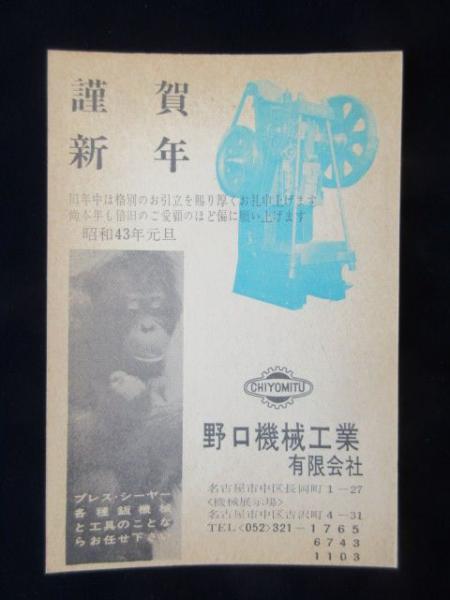 謹賀
新年
旧年中は格別のお引立を賜り厚くお礼申上げます
尚本年も倍旧のご愛顧のほど偏に願い上げます
昭和43年元旦
CHIYOMITU
野口機械工業
有限会社
名古屋市中区長岡町1-27
<機械展示場>
名古屋市中区古沢町4-31
TEL<052>321-1765
6743
1103
プレス・シーヤー
各種鈑機械
と工具のことな
らお任せ下さい